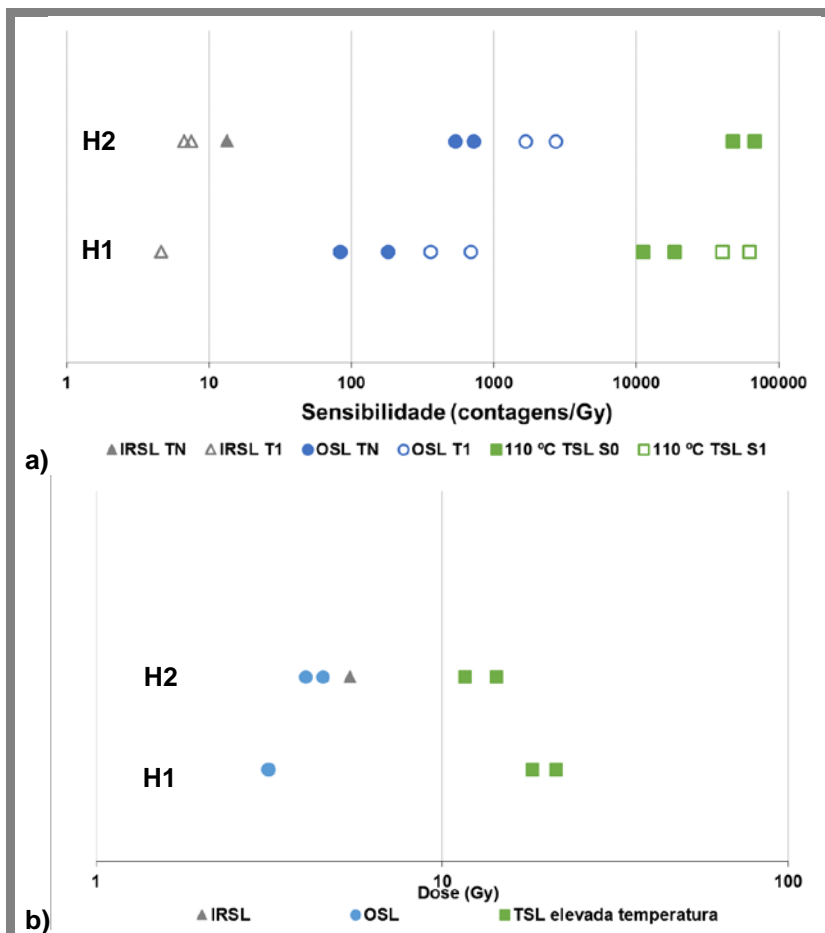 H2
H1
1 10 100 1000 10000 100000
Sensibilidade (contagens/Gy)
a) IRSL TN IRSL T1 OSL TN OSL T1 110 ºC TSL S0 110 ºC TSL S1
H2
H1
1 10 100
Dose (Gy)
b) IRSL OSL TSL elevada temperatura